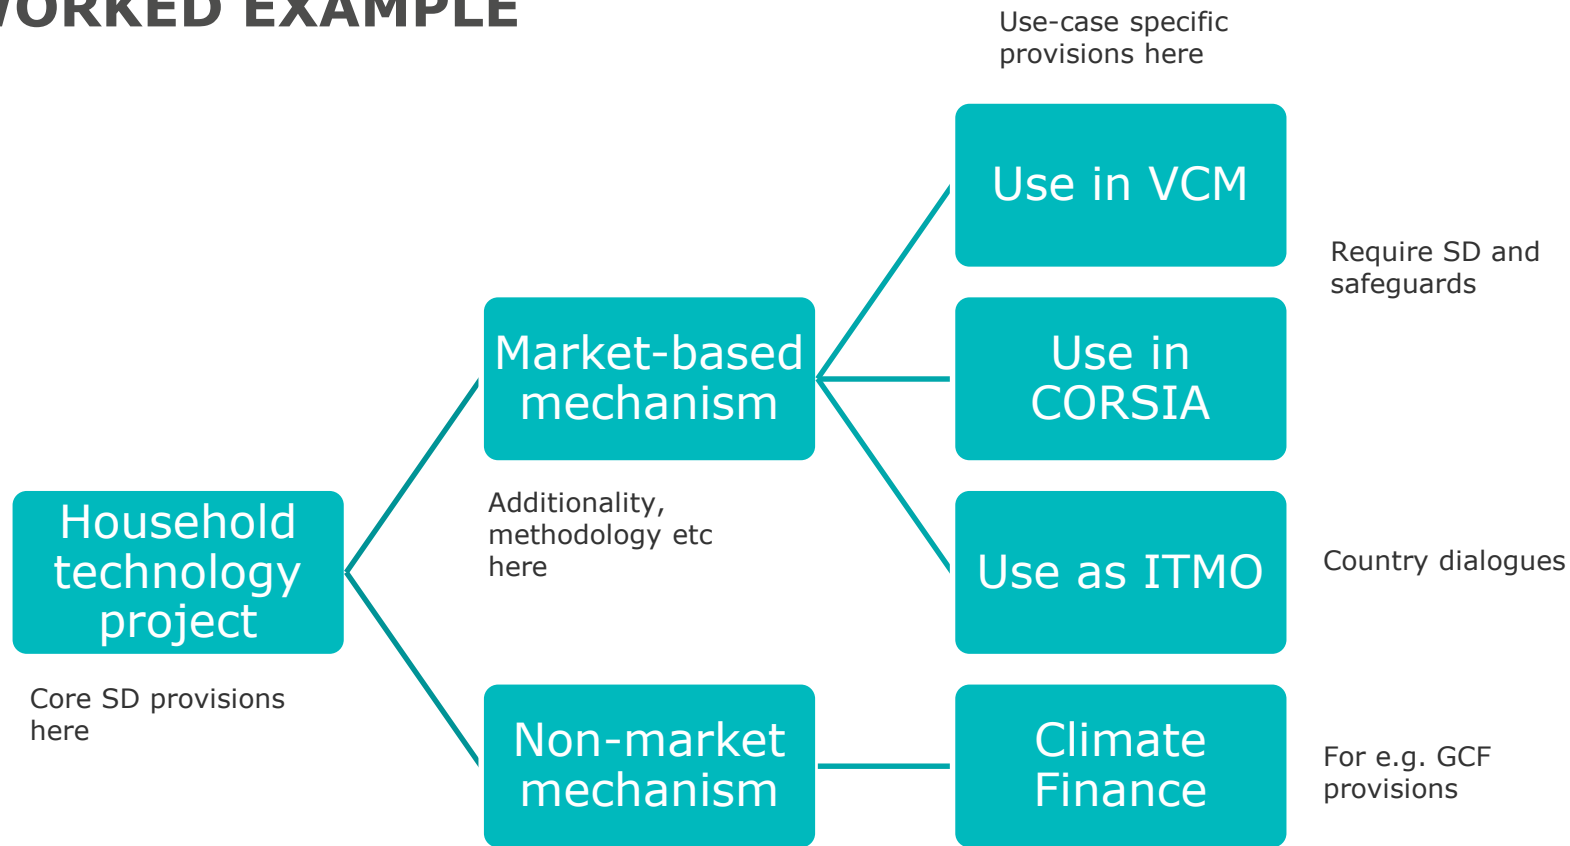 WORKED EXAMPLE
Use-case specific
provisions here
Use in VCM
Require SD and
safeguards
Market-based
mechanism
Use in
CORSIA
Additionality,
methodology etc
here
Household
technology
project
Use as ITMO
Country dialogues
Core SD provisions
here
Non-market
mechanism
Climate
Finance
For e.g. GCF
provisions